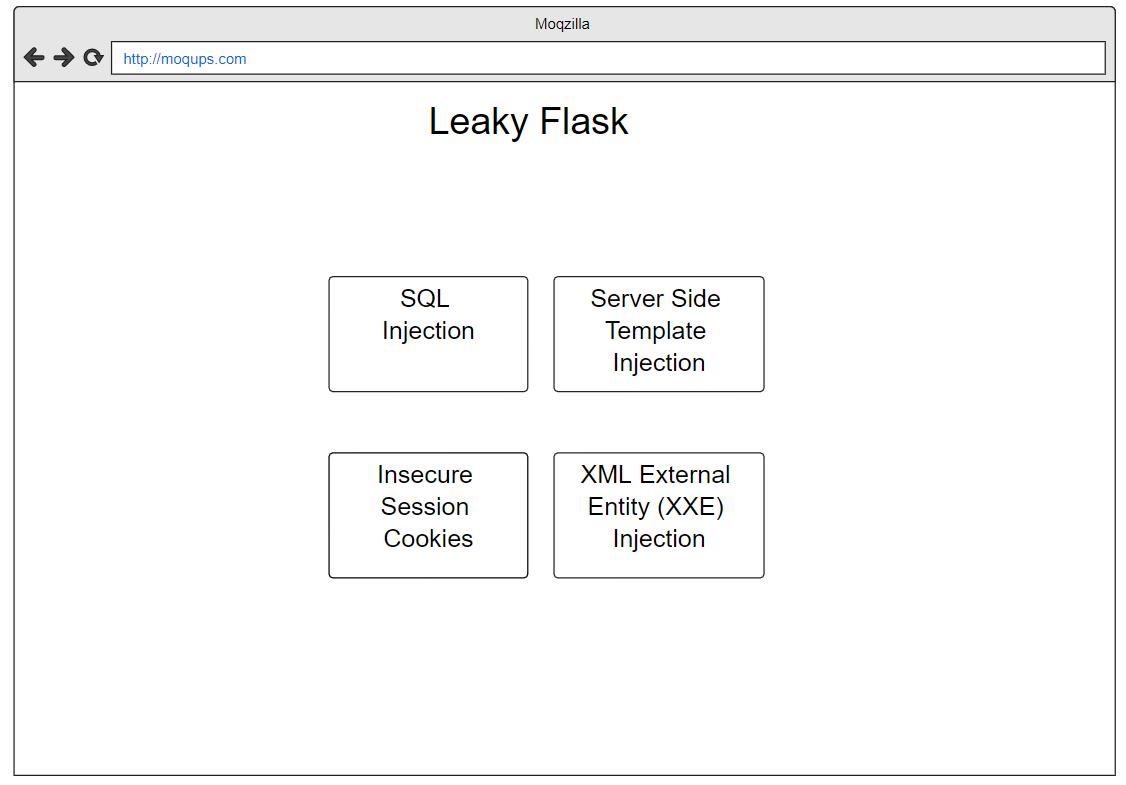 Moqzilla
http://moqups.com
Leaky Flask
SQL
Injection
Server Side
Template
Injection
Insecure
Session
Cookies
XML External
Entity (XXE)
Injection